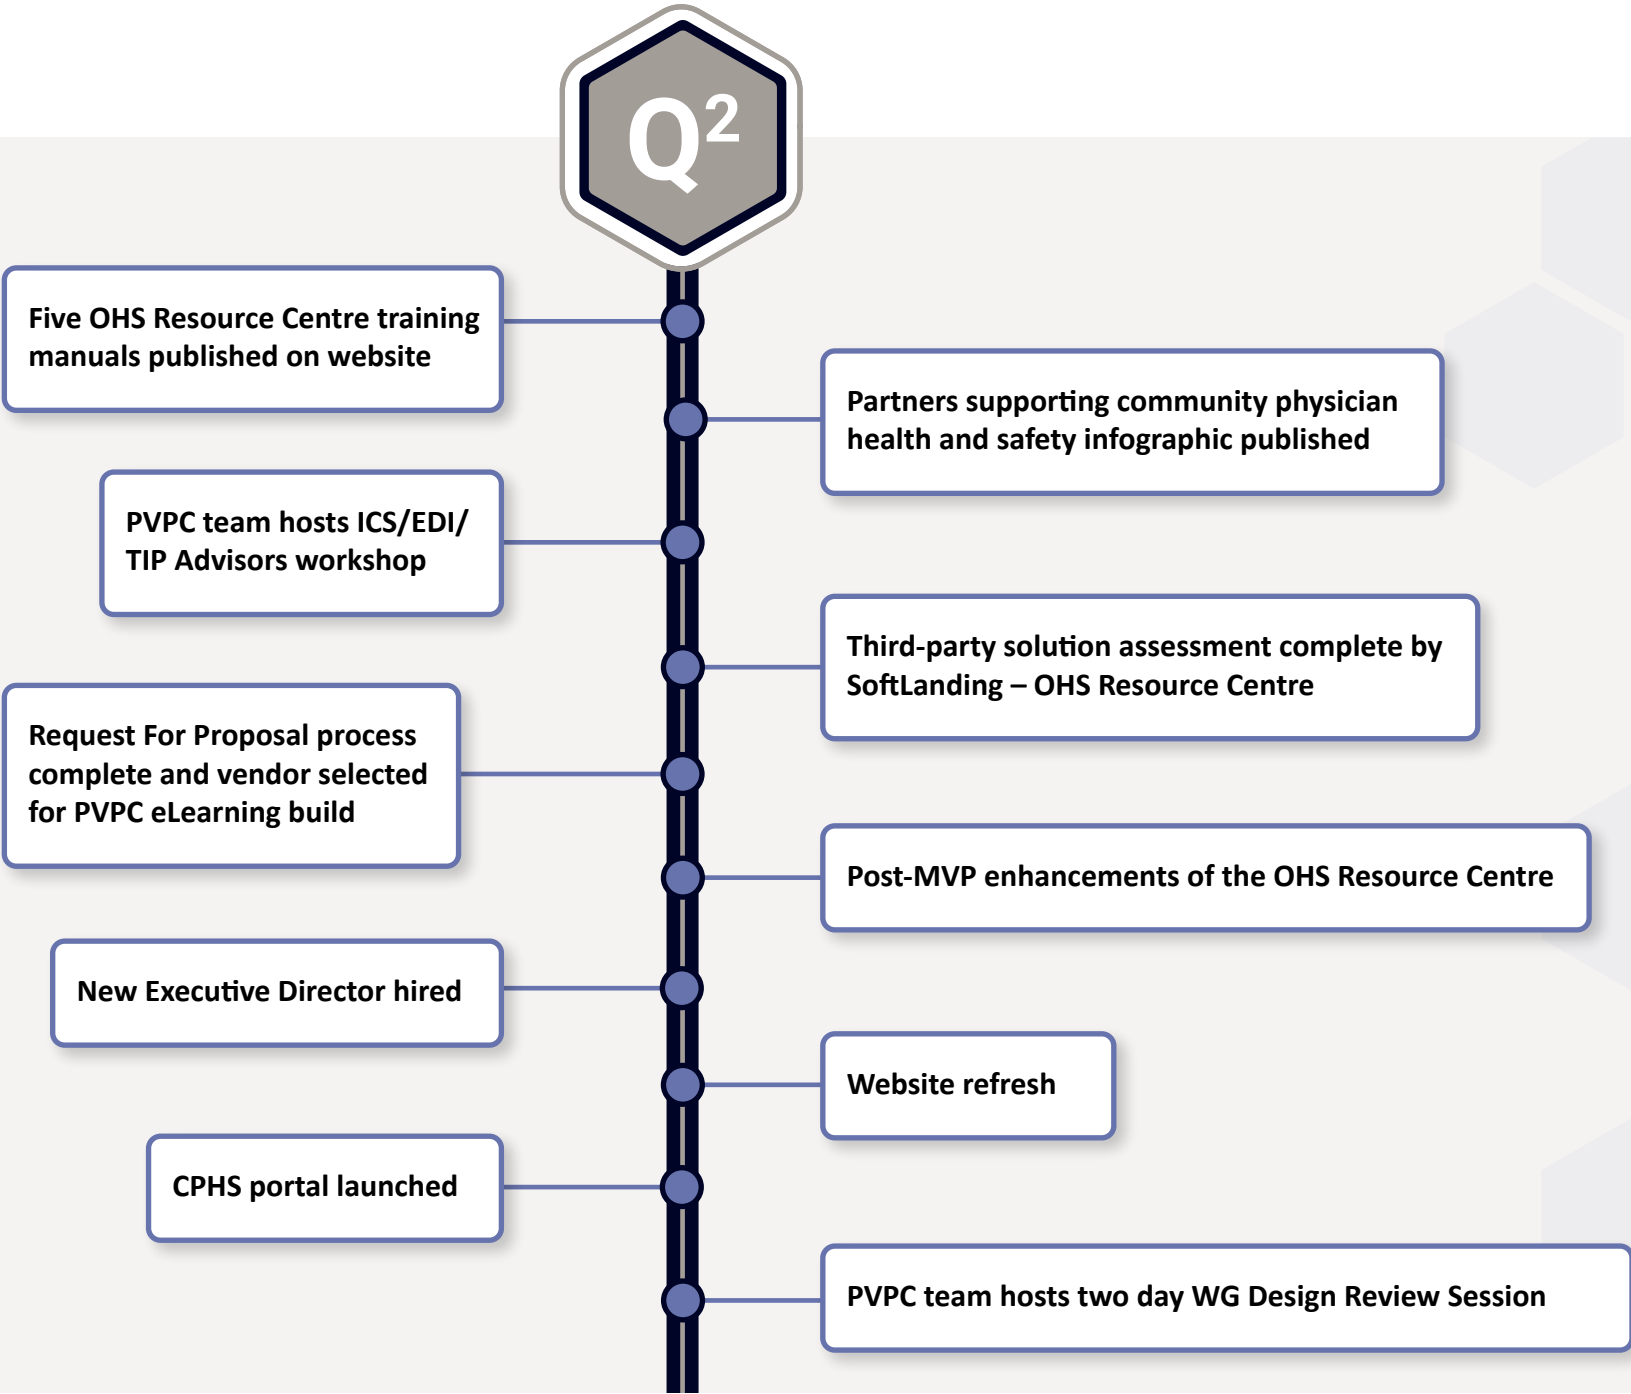 Q²
Five OHS Resource Centre training
manuals published on website
Partners supporting community physician
health and safety infographic published
PVPC team hosts ICS/EDI/
TIP Advisors workshop
Third-party solution assessment complete by
SoftLanding – OHS Resource Centre
Request For Proposal process
complete and vendor selected
for PVPC eLearning build
Post-MVP enhancements of the OHS Resource Centre
New Executive Director hired
Website refresh
CPHS portal launched
PVPC team hosts two day WG Design Review Session